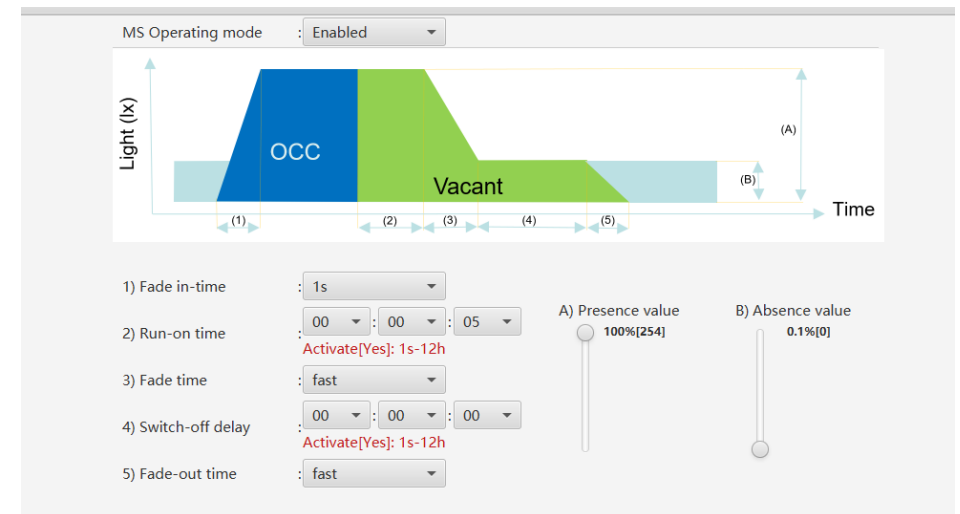 MS Operating mode : Enabled
Light (lx)
OCC
Vacant
(A)
(B)
Time
(1) (2) (3) (4) (5)
1) Fade in-time : 1s
2) Run-on time : 00 : 00 : 05
Activate[Yes]: 1s-12h
3) Fade time : fast
4) Switch-off delay : 00 : 00 : 00
Activate[Yes]: 1s-12h
5) Fade-out time : fast
A) Presence value
100%[254]
B) Absence value
0.1%[0]